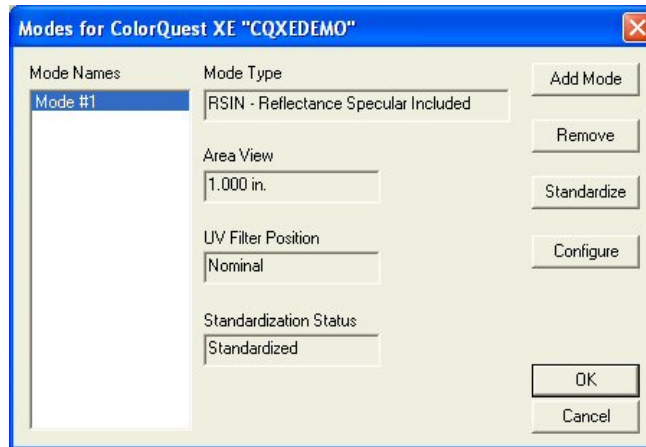 Modes for ColorQuest XE "CQXEDEMO"
Mode Names
Mode #1
Mode Type
RSIN - Reflectance Specular Included
Area View
1.000 in.
UV Filter Position
Nominal
Standardization Status
Standardized
Add Mode
Remove
Standardize
Configure
OK
Cancel